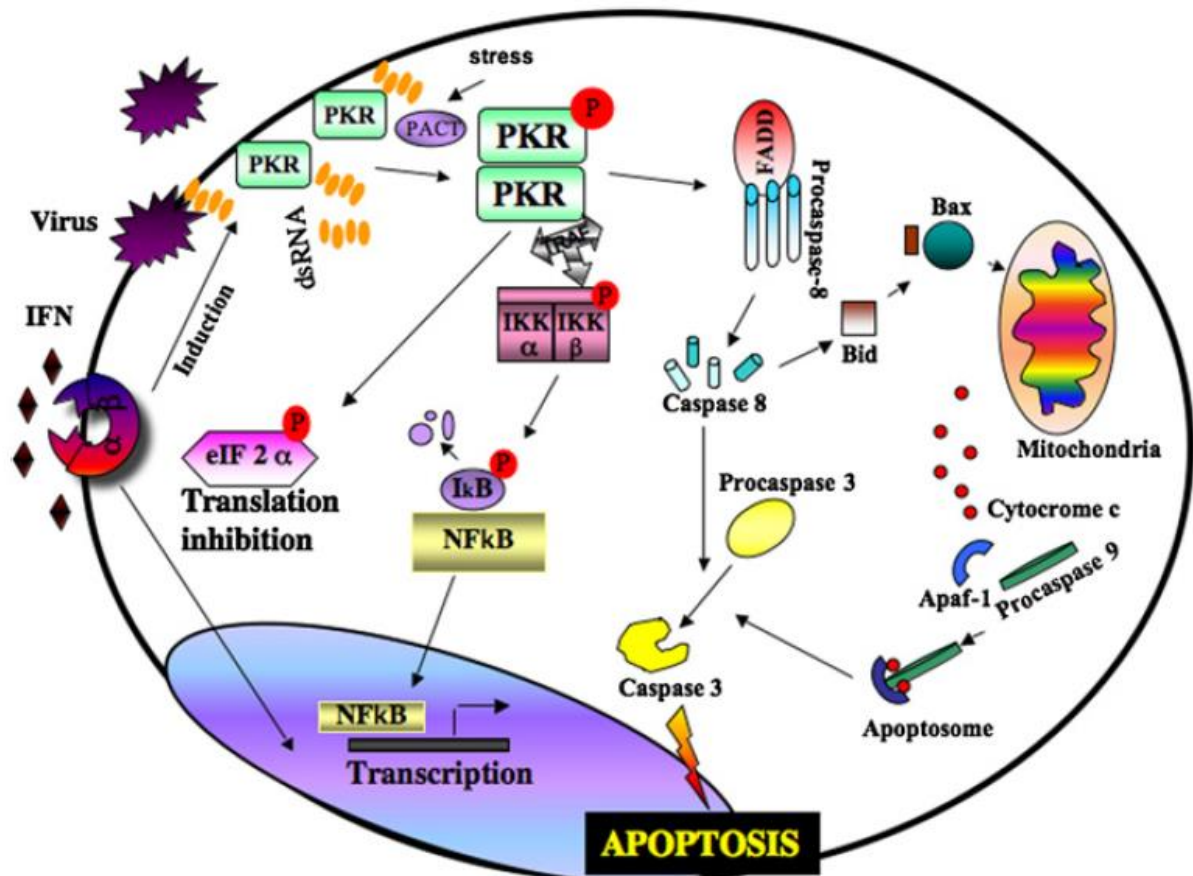 stress
P
PKR
PACT
PKR
PKR
PKR
FADD
Procaspase-8
Virus
dsRNA
TRAF
Bax
IFN
Induction
P
IKK
α
IKK
β
Bid
Caspase 8
α β
P
eIF 2 α
Translation
inhibition
P
IkB
NFkB
Mitochondria
Procaspase 3
Cytocrome c
Apaf-1
Procaspase 9
Caspase 3
Apoptosome
NFkB
Transcription
APOPTOSIS